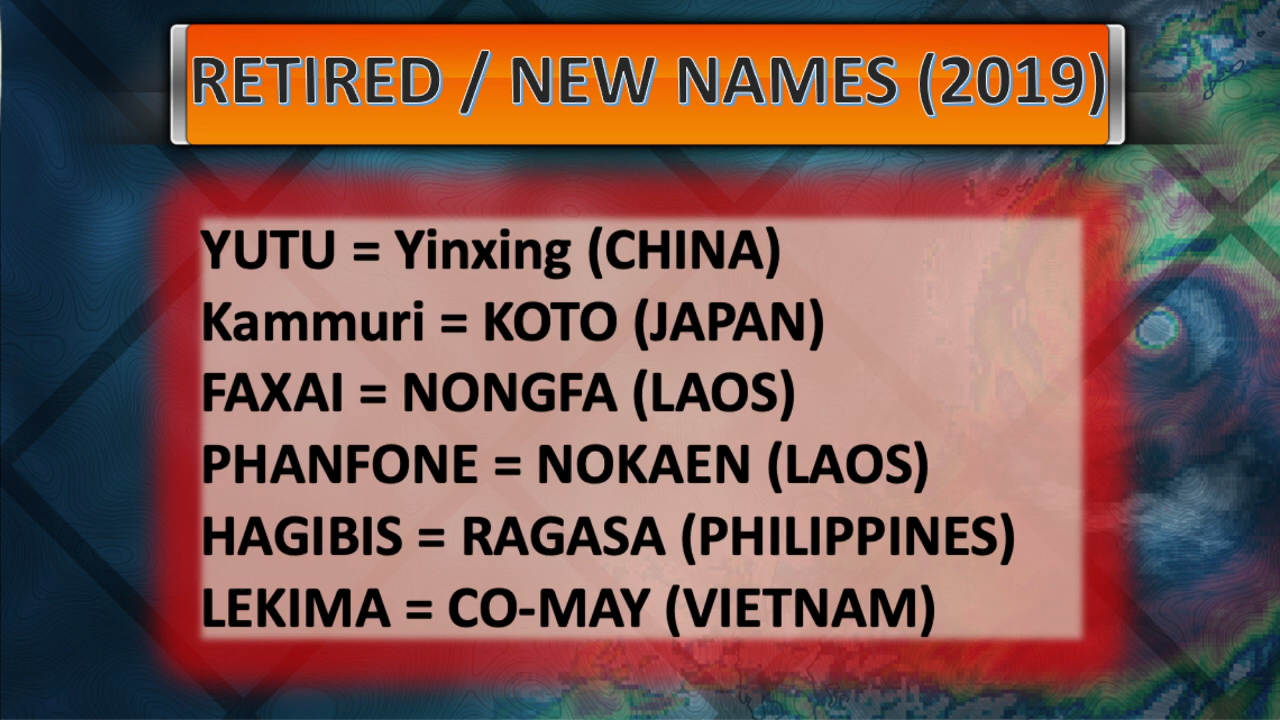 RETIRED / NEW NAMES (2019)
YUTU = Yinxing (CHINA)
Kammuri = KOTO (JAPAN)
FAXAI = NONGFA (LAOS)
PHANFONE = NOKAEN (LAOS)
HAGIBIS = RAGASA (PHILIPPINES)
LEKIMA = CO-MAY (VIETNAM)